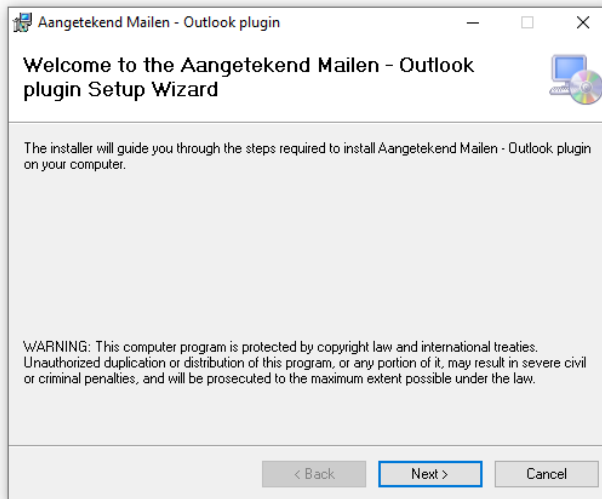 Aangetekend Mailen - Outlook plugin
Welcome to the Aangetekend Mailen - Outlook
plugin Setup Wizard
The installer will guide you through the steps required to install Aangetekend Mailen - Outlook plugin
on your computer.
WARNING: This computer program is protected by copyright law and international treaties.
Unauthorized duplication or distribution of this program, or any portion of it, may result in severe civil
or criminal penalties, and will be prosecuted to the maximum extent possible under the law.
< Back Next > Cancel